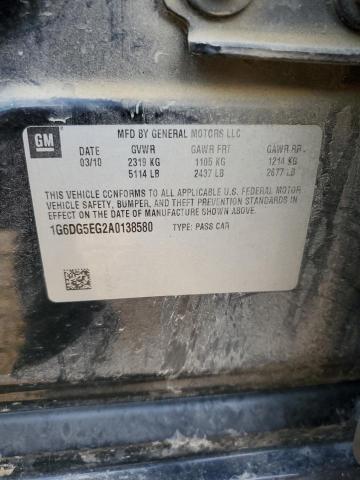 GM
MFD BY GENERAL MOTORS LLC
DATE GVWR GAWR FRT GAWR RR
03/10 2319 KG 1105 KG 1214 KG
5114 LB 2437 LB 2677 LB
THIS VEHICLE CONFORMS TO ALL APPLICABLE U.S. FEDERAL MOTOR
VEHICLE SAFETY, BUMPER, AND THEFT PREVENTION STANDARDS
IN EFFECT ON THE DATE OF MANUFACTURE SHOWN ABOVE.
1G6DG5EG2A0138580 TYPE: PASS CAR